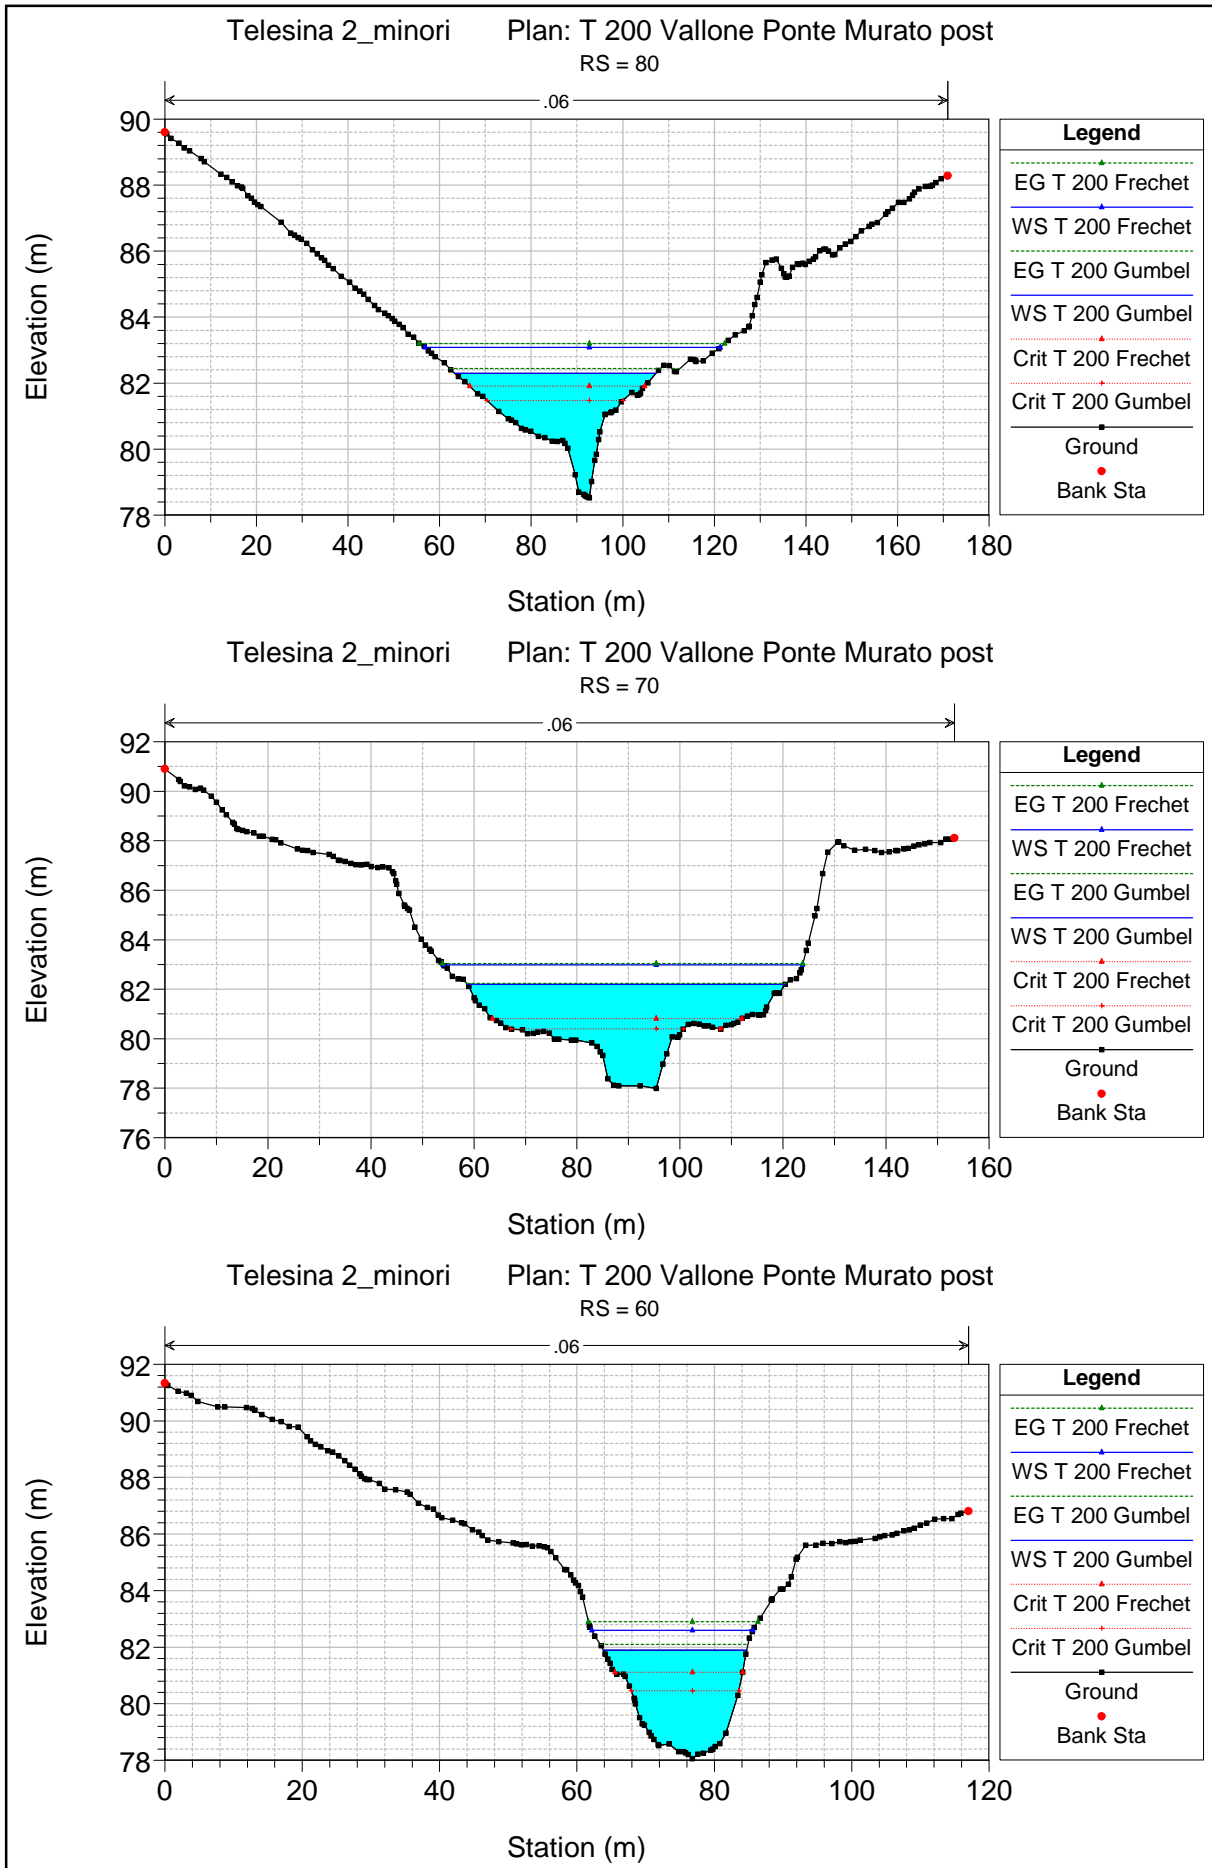 Telesina 2_minori Plan: T 200 Vallone Ponte Murato post
RS = 80
.06
90
88
86
84
82
80
78
0 20 40 60 80 100 120 140 160 180
Elevation (m)
Station (m)
Legend
EG T 200 Frechet
WS T 200 Frechet
EG T 200 Gumbel
WS T 200 Gumbel
Crit T 200 Frechet
Crit T 200 Gumbel
Ground
Bank Sta
Telesina 2_minori Plan: T 200 Vallone Ponte Murato post
RS = 70
.06
92
90
88
86
84
82
80
78
76
0 20 40 60 80 100 120 140 160
Elevation (m)
Station (m)
Legend
EG T 200 Frechet
WS T 200 Frechet
EG T 200 Gumbel
WS T 200 Gumbel
Crit T 200 Frechet
Crit T 200 Gumbel
Ground
Bank Sta
Telesina 2_minori Plan: T 200 Vallone Ponte Murato post
RS = 60
.06
92
90
88
86
84
82
80
78
0 20 40 60 80 100 120
Elevation (m)
Station (m)
Legend
EG T 200 Frechet
WS T 200 Frechet
EG T 200 Gumbel
WS T 200 Gumbel
Crit T 200 Frechet
Crit T 200 Gumbel
Ground
Bank Sta